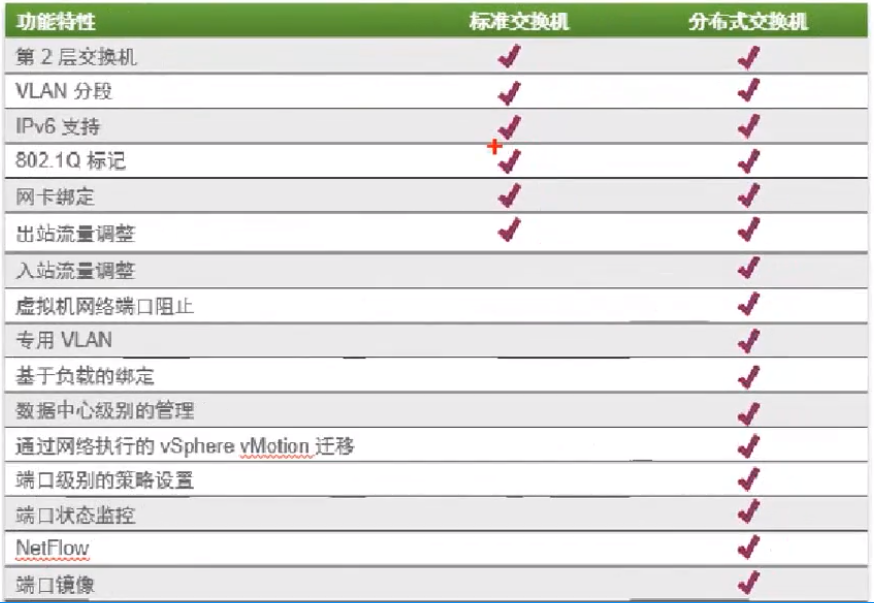 功能特性 标准交换机 分布式交换机
第 2 层交换机 ✓ ✓
VLAN 分段 ✓ ✓
IPv6 支持 ✓ ✓
802.1Q 标记 ✓ ✓
网卡绑定 ✓ ✓
出站流量调整 ✓ ✓
入站流量调整 ✓
虚拟机网络端口阻止 ✓
专用 VLAN ✓
基于负载的绑定 ✓
数据中心级别的管理 ✓
通过网络执行的 vSphere vMotion 迁移 ✓
端口级别的策略设置 ✓
端口状态监控 ✓
NetFlow ✓
端口镜像 ✓